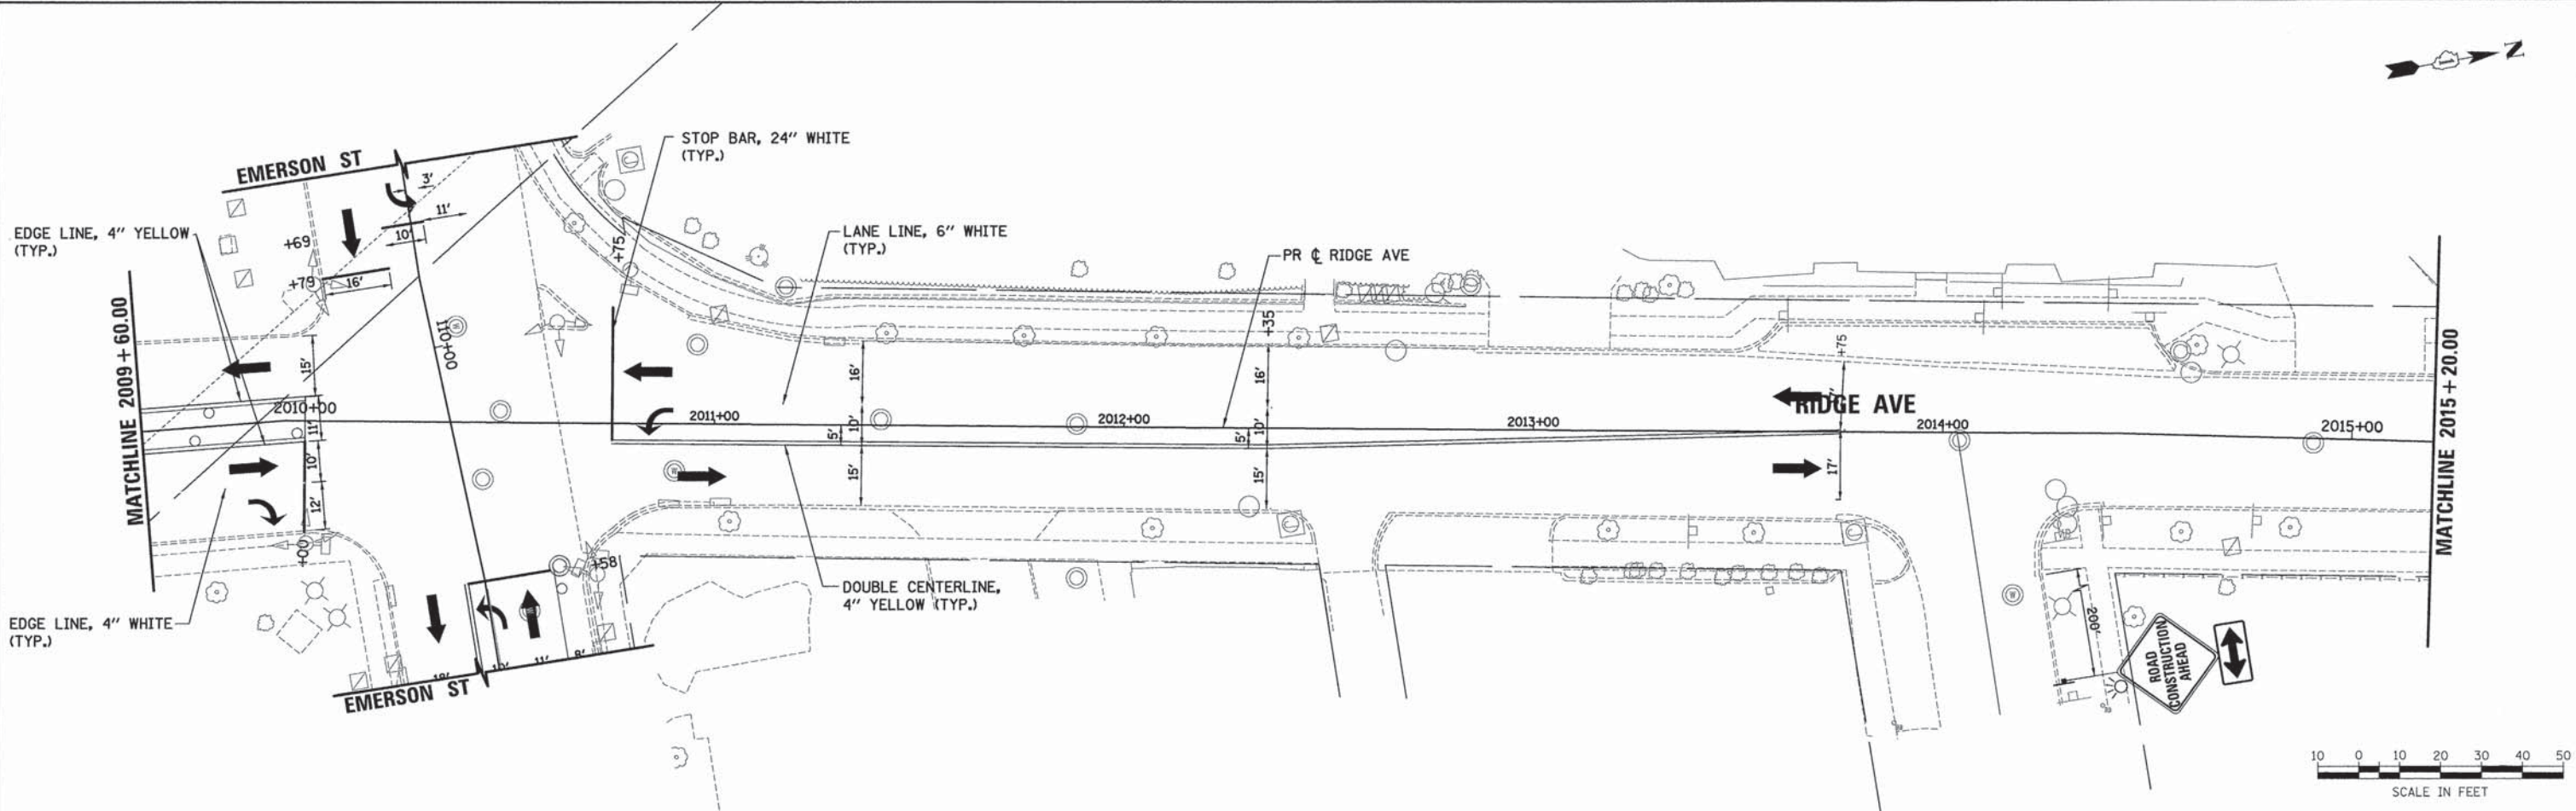 N
EMERSON ST
STOP BAR, 24" WHITE
(TYP.)
3'
11'
10'
EDGE LINE, 4" YELLOW
(TYP.)
+69
+79
16'
+75
LANE LINE, 6" WHITE
(TYP.)
PR ℄ RIDGE AVE
MATCHLINE 2009+60.00
110+00
15'
2010+00
11'
10'
12'
+00
2011+00
16'
10'
5'
15'
2012+00
+35
16'
10'
5'
15'
2013+00
+75
RIDGE AVE
17'
2014+00
2015+00
MATCHLINE 2015+20.00
EDGE LINE, 4" WHITE
(TYP.)
+58
DOUBLE CENTERLINE,
4" YELLOW (TYP.)
10'
11'
8'
EMERSON ST
200'
ROAD
CONSTRUCTION
AHEAD
10 0 10 20 30 40 50
SCALE IN FEET